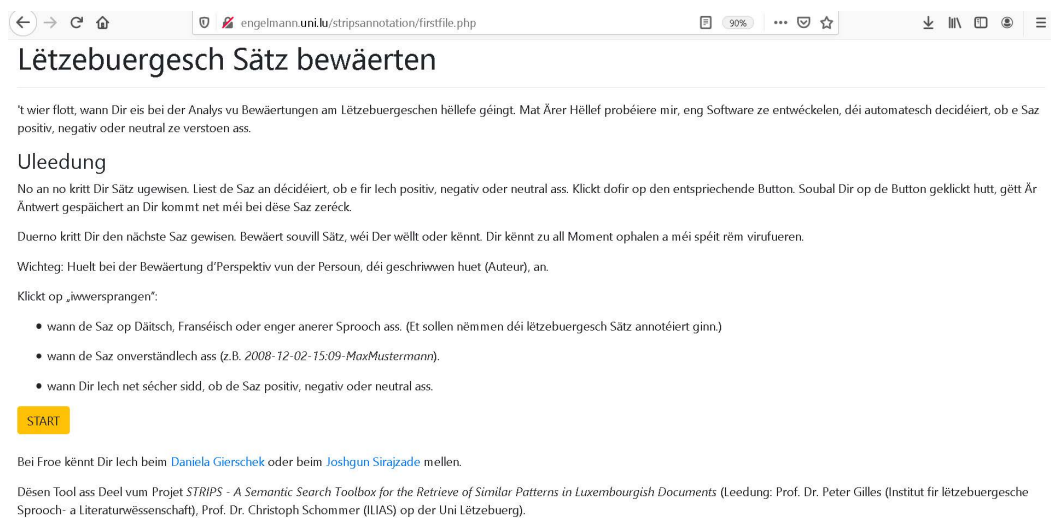 engelmann.uni.lu/stripsannotation/firstfile.php
90%
Lëtzebuergesch Sätz bewäerten
't wier flott, wann Dir eis bei der Analys vu Bewäertungen am Lëtzebuergeschen hëllefe géingt. Mat Ärer Hëllef probéiere mir, eng Software ze entwéckelen, déi automatesch decidéiert, ob e Saz
positiv, negativ oder neutral ze verstoen ass.
Uleedung
No an no kritt Dir Sätz ugewisen. Liest de Saz an décidéiert, ob e fir Iech positiv, negativ oder neutral ass. Klickt dofir op den entspriechende Button. Soubal Dir op de Button geklickt hutt, gëtt Är
Äntwert gespäichert an Dir kommt net méi bei dëse Saz zeréck.
Duerno kritt Dir den nächste Saz gewisen. Bewäert souvill Sätz, wéi Der wëllt oder kënnt. Dir kënnt zu all Moment ophalen a méi spéit rëm virufueren.
Wichteg: Huelt bei der Bewäertung d'Perspektiv vun der Persoun, déi geschriwwen huet (Auteur), an.
Klickt op „iwwersprangen“:
• wann de Saz op Däitsch, Franséisch oder enger anerer Sprooch ass. (Et sollen nëmmen déi lëtzebuergesch Sätz annotéiert ginn.)
• wann de Saz onverständlech ass (z.B. 2008-12-02-15:09-MaxMustermann).
• wann Dir Iech net sécher sidd, ob de Saz positiv, negativ oder neutral ass.
START
Bei Froe kënnt Dir Iech beim Daniela Gierschek oder beim Joshgun Sirajzade mellen.
Dësen Tool ass Deel vum Projet STRIPS - A Semantic Search Toolbox for the Retrieve of Similar Patterns in Luxembourgish Documents (Leedung: Prof. Dr. Peter Gilles (Institut fir lëtzebuergesche
Sprooch- a Literaturwëssenschaft), Prof. Dr. Christoph Schommer (ILIAS) op der Uni Lëtzebuerg).